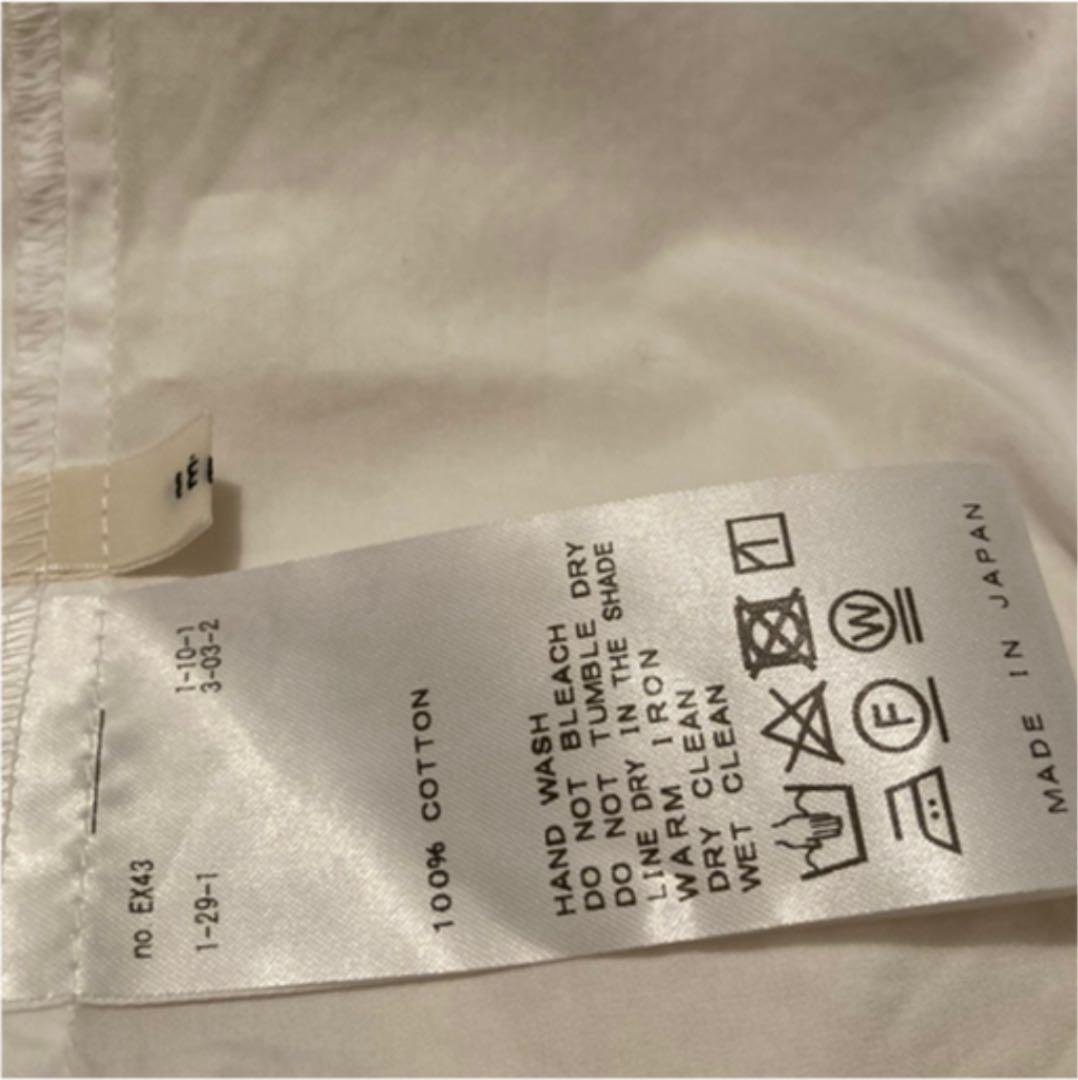 no EX43
1-29-1
1-10-1
3-03-2
100% COTTON
HAND WASH
DO NOT BLEACH
DO NOT TUMBLE DRY
LINE DRY IN THE SHADE
WARM IRON
DRY CLEAN
WET CLEAN
F
W
MADE IN JAPAN